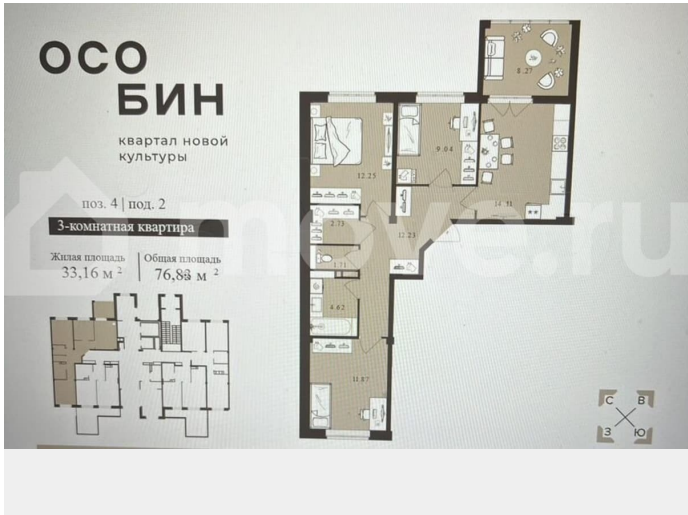 ОСО
БИН
квартал новой
культуры
поз. 4 | под. 2
3-комнатная квартира
Жилая площадь
33,16 м²
Общая площадь
76,83 м²
8.27
9.04
12.25
14.11
2.73
12.23
1.71
4.62
11.87
С В
З Ю
move.ru